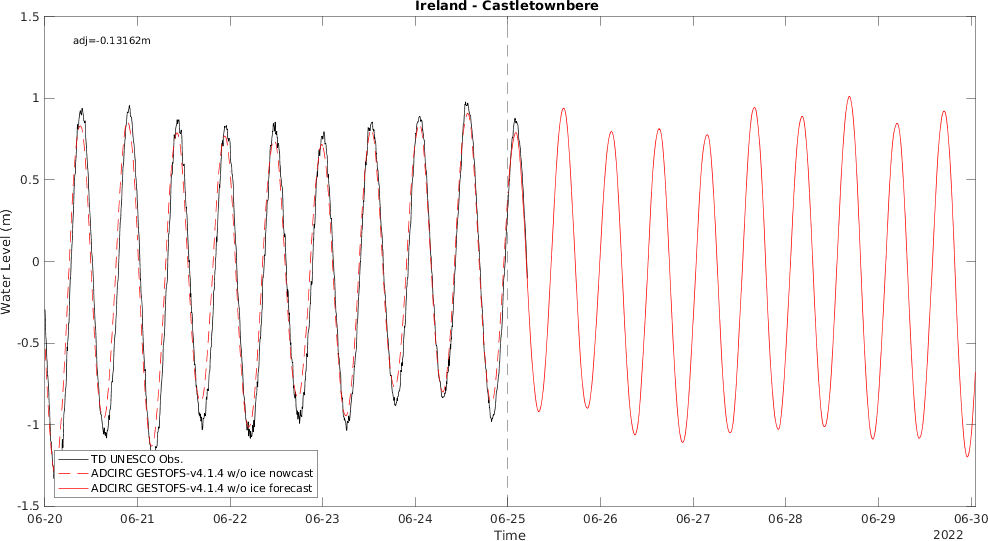 Ireland - Castletownbere
adj=-0.13162m
1.5
1
0.5
0
-0.5
-1
-1.5
Water Level (m)
TD UNESCO Obs.
ADCIRC GESTOFS-v4.1.4 w/o ice nowcast
ADCIRC GESTOFS-v4.1.4 w/o ice forecast
06-20 06-21 06-22 06-23 06-24 06-25 06-26 06-27 06-28 06-29 06-30
Time
2022